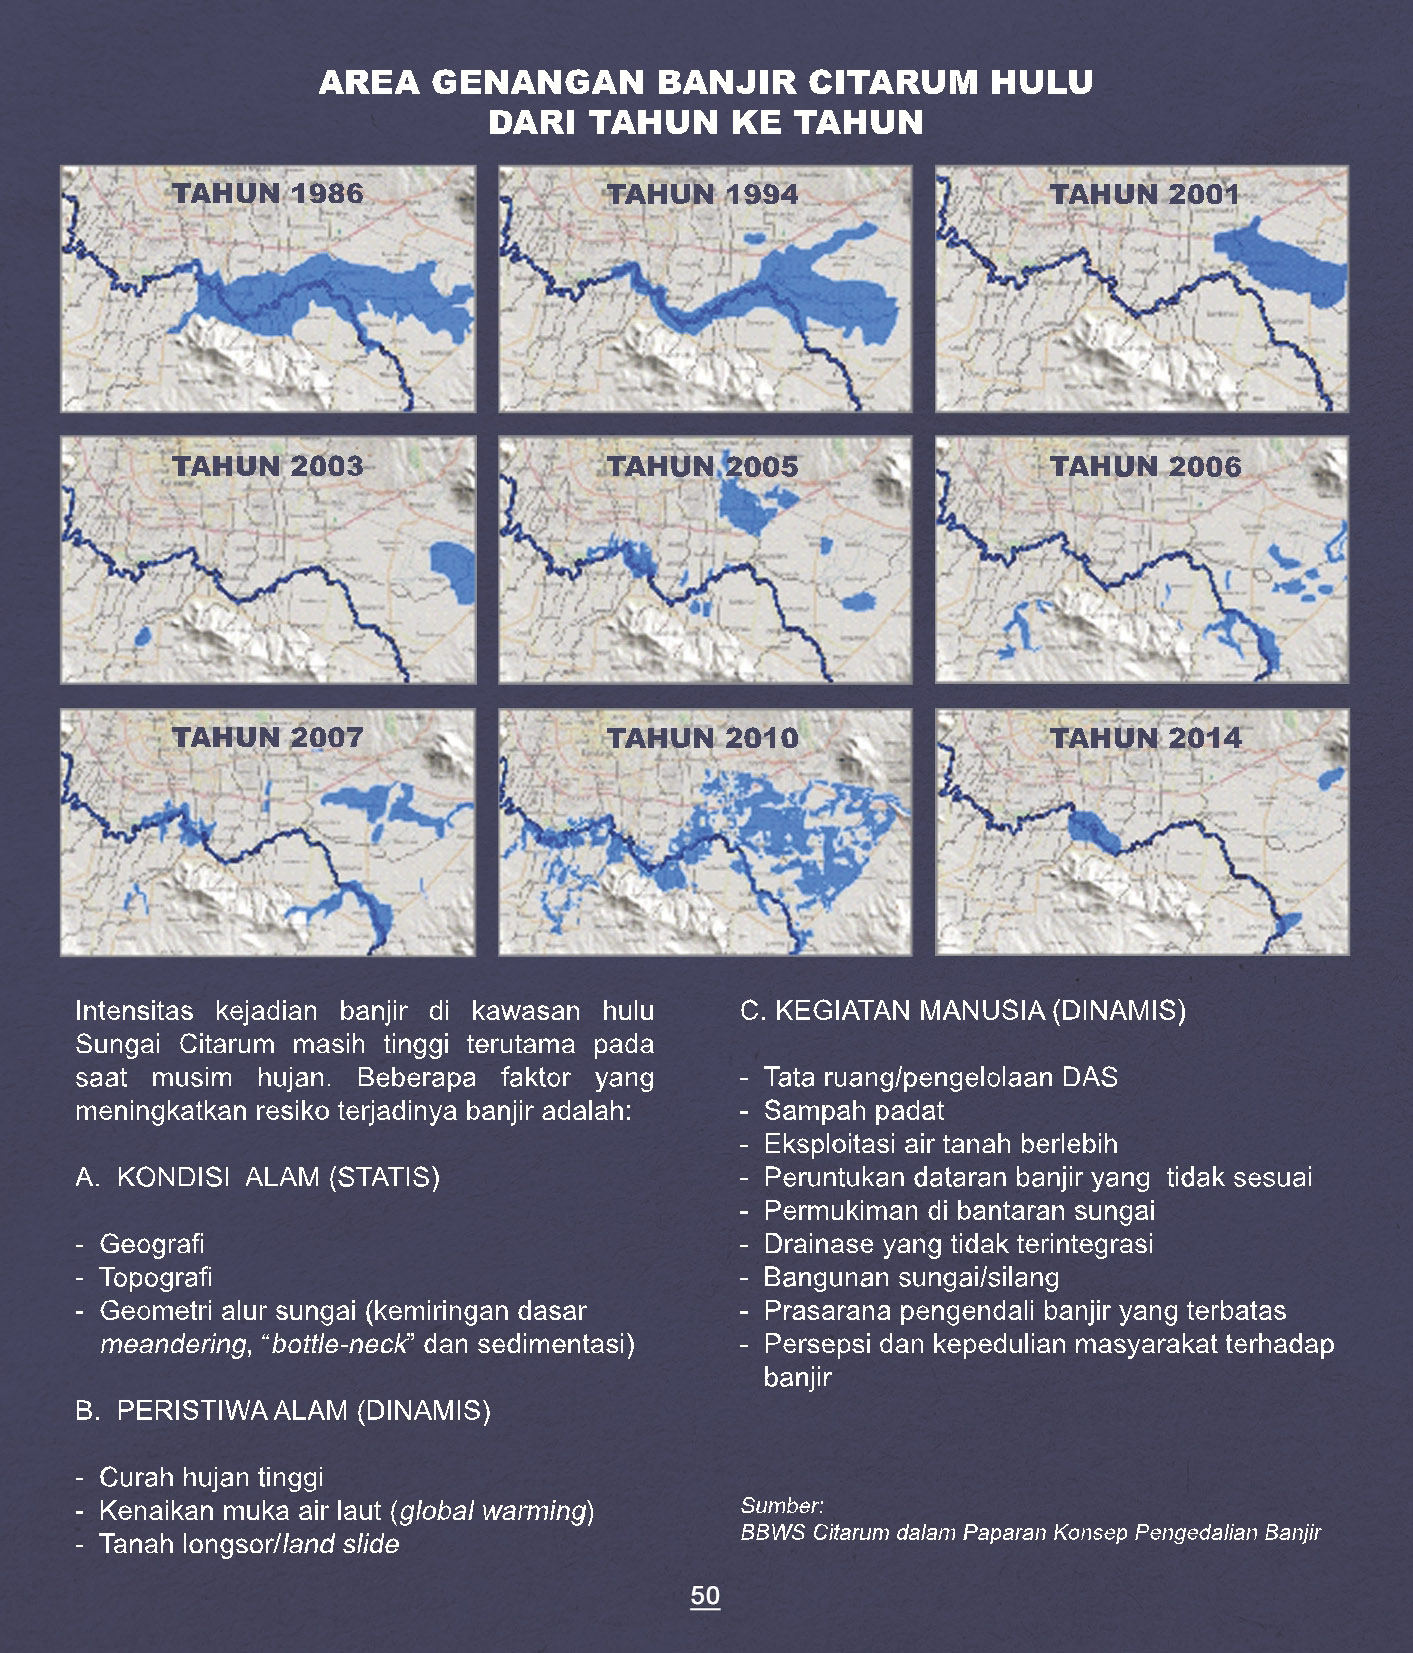 AREA GENANGAN BANJIR CITARUM HULU
DARI TAHUN KE TAHUN
TAHUN 1986
TAHUN 1994
TAHUN 2001
TAHUN 2003
TAHUN 2005
TAHUN 2006
TAHUN 2007
TAHUN 2010
TAHUN 2014
Intensitas kejadian banjir di kawasan hulu
Sungai Citarum masih tinggi terutama pada
saat musim hujan. Beberapa faktor yang
meningkatkan resiko terjadinya banjir adalah:
A. KONDISI ALAM (STATIS)
- Geografi
- Topografi
- Geometri alur sungai (kemiringan dasar
meandering, “bottle-neck” dan sedimentasi)
B. PERISTIWA ALAM (DINAMIS)
- Curah hujan tinggi
- Kenaikan muka air laut (global warming)
- Tanah longsor/land slide
C. KEGIATAN MANUSIA (DINAMIS)
- Tata ruang/pengelolaan DAS
- Sampah padat
- Eksploitasi air tanah berlebih
- Peruntukan dataran banjir yang tidak sesuai
- Permukiman di bantaran sungai
- Drainase yang tidak terintegrasi
- Bangunan sungai/silang
- Prasarana pengendali banjir yang terbatas
- Persepsi dan kepedulian masyarakat terhadap
banjir
Sumber:
BBWS Citarum dalam Paparan Konsep Pengedalian Banjir
50